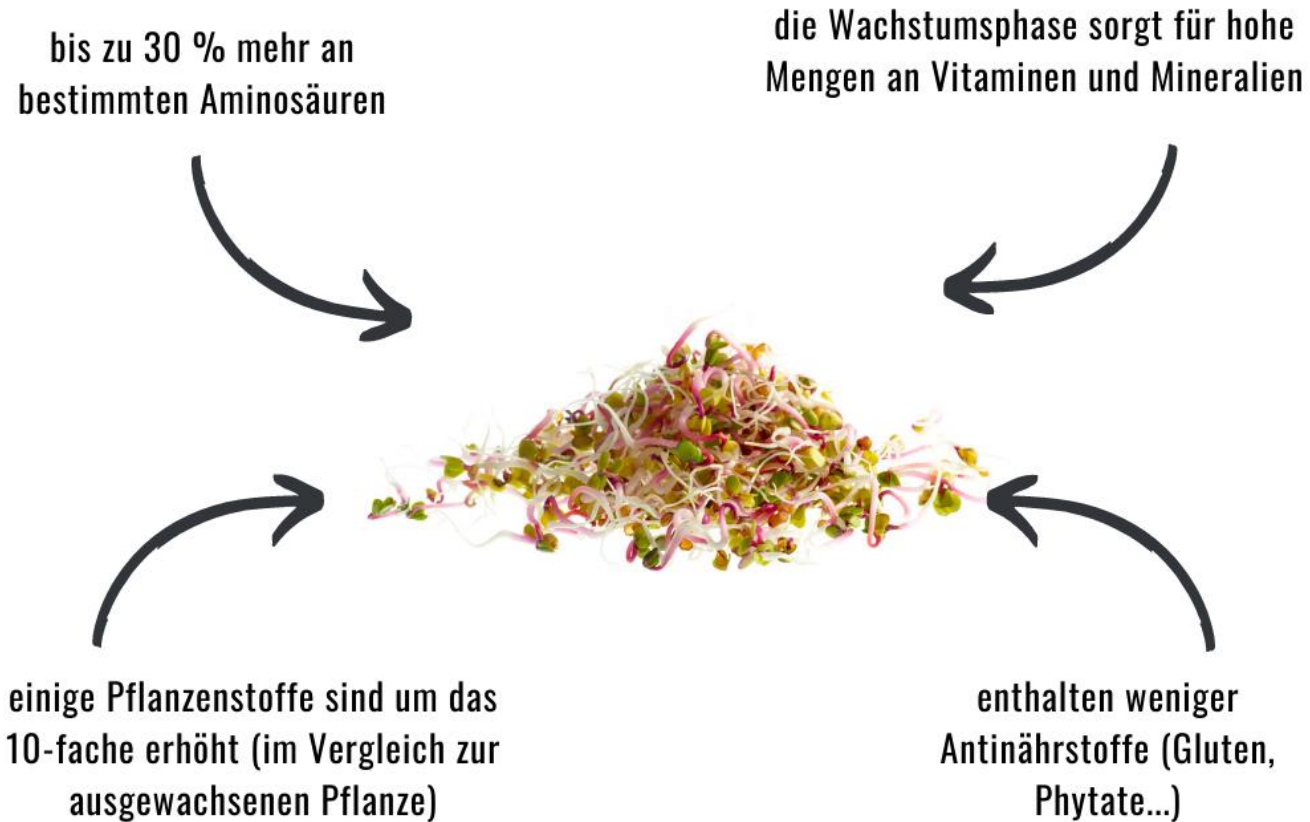 bis zu 30 % mehr an
bestimmten Aminosäuren
die Wachstumsphase sorgt für hohe
Mengen an Vitaminen und Mineralien
einige Pflanzenstoffe sind um das
10-fache erhöht (im Vergleich zur
ausgewachsenen Pflanze)
enthalten weniger
Antinährstoffe (Gluten,
Phytate...)